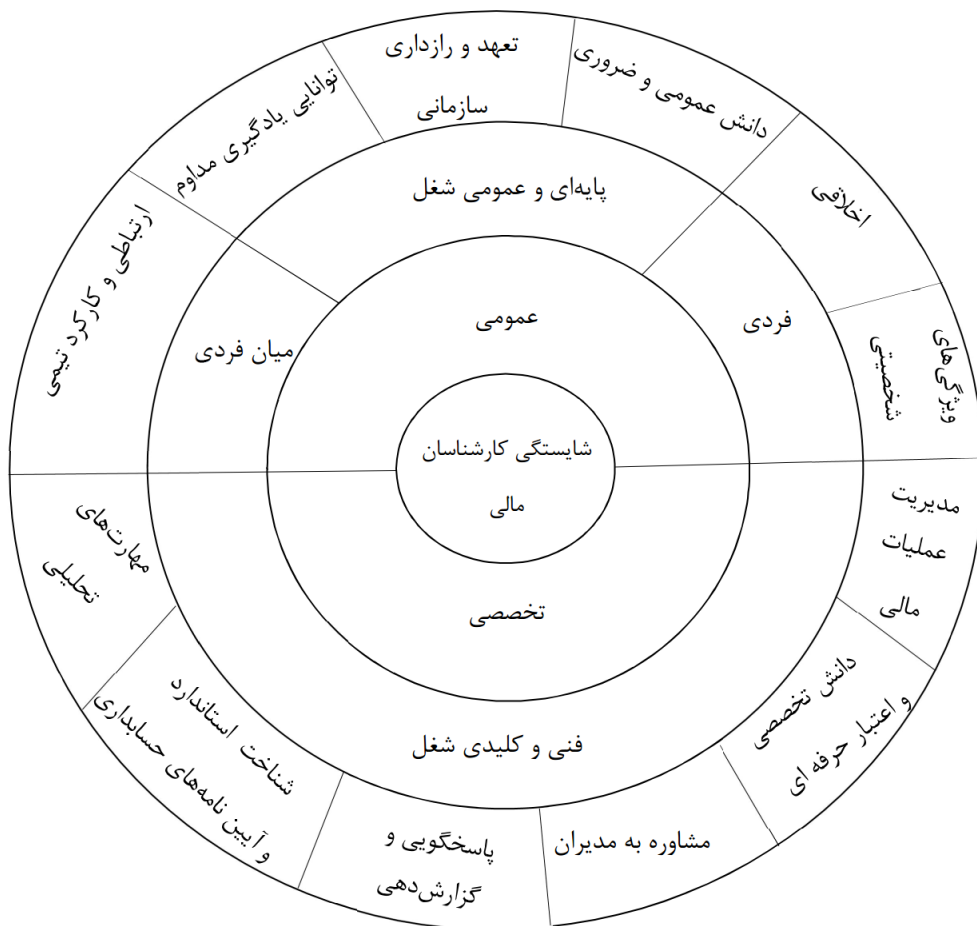 تعهد و رازداری
سازمانی
دانش عمومی و ضروری
توانایی یادگیری مداوم
اخلاقی
پایه‌ای و عمومی شغل
ارتباطی و کارکرد تیمی
میان فردی
عمومی
فردی
ویژگی‌های
شخصیتی
شایستگی کارشناسان
مالی
مهارت‌های
تحلیلی
تخصصی
مدیریت
عملیات
مالی
دانش تخصصی
و اعتبار حرفه ای
فنی و کلیدی شغل
شناخت استاندارد
و آیین نامه‌های حسابداری
پاسخگویی و
گزارش‌دهی
مشاوره به مدیران